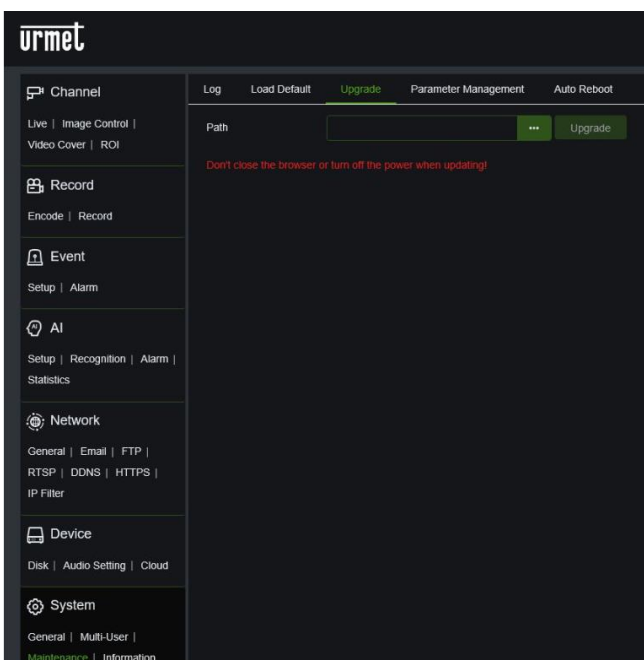 urmet
Channel
Live | Image Control |
Video Cover | ROI
Record
Encode | Record
Event
Setup | Alarm
AI
Setup | Recognition | Alarm |
Statistics
Network
General | Email | FTP |
RTSP | DDNS | HTTPS |
IP Filter
Device
Disk | Audio Setting | Cloud
System
General | Multi-User |
Maintenance | Information
Log Load Default Upgrade Parameter Management Auto Reboot
Path ••• Upgrade
Don't close the browser or turn off the power when updating!